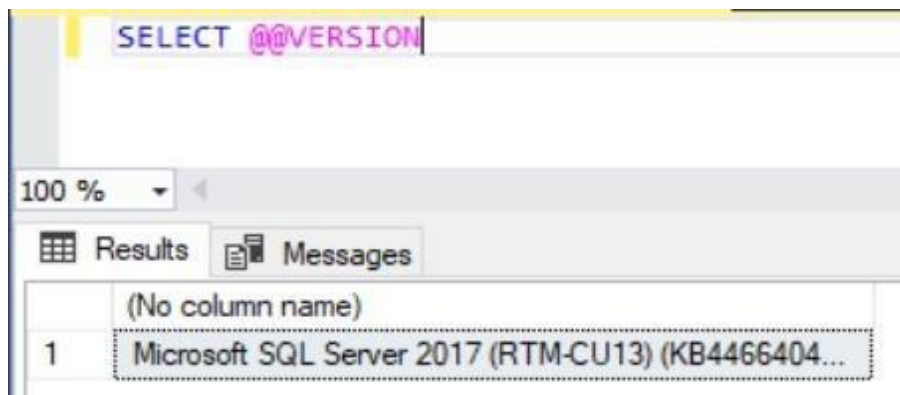 SELECT @@VERSION
100 %
Results Messages
(No column name)
1 Microsoft SQL Server 2017 (RTM-CU13) (KB4466404...